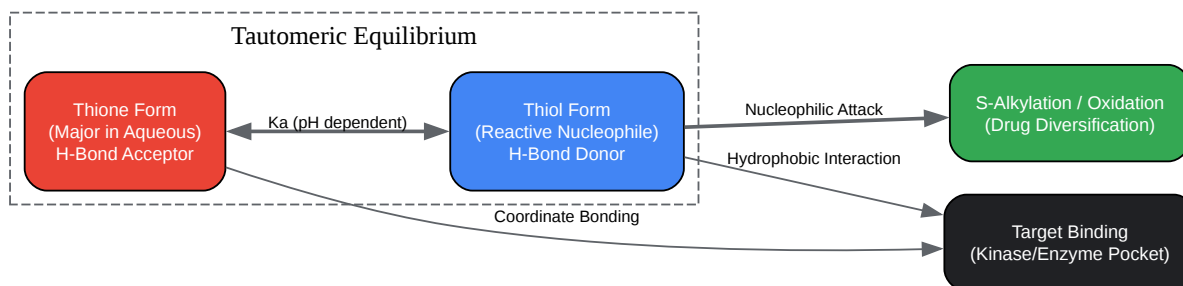 Tautomeric Equilibrium
Thione Form
(Major in Aqueous)
H-Bond Acceptor
Ka (pH dependent)
Thiol Form
(Reactive Nucleophile)
H-Bond Donor
Nucleophilic Attack
Hydrophobic Interaction
Coordinate Bonding
S-Alkylation / Oxidation
(Drug Diversification)
Target Binding
(Kinase/Enzyme Pocket)